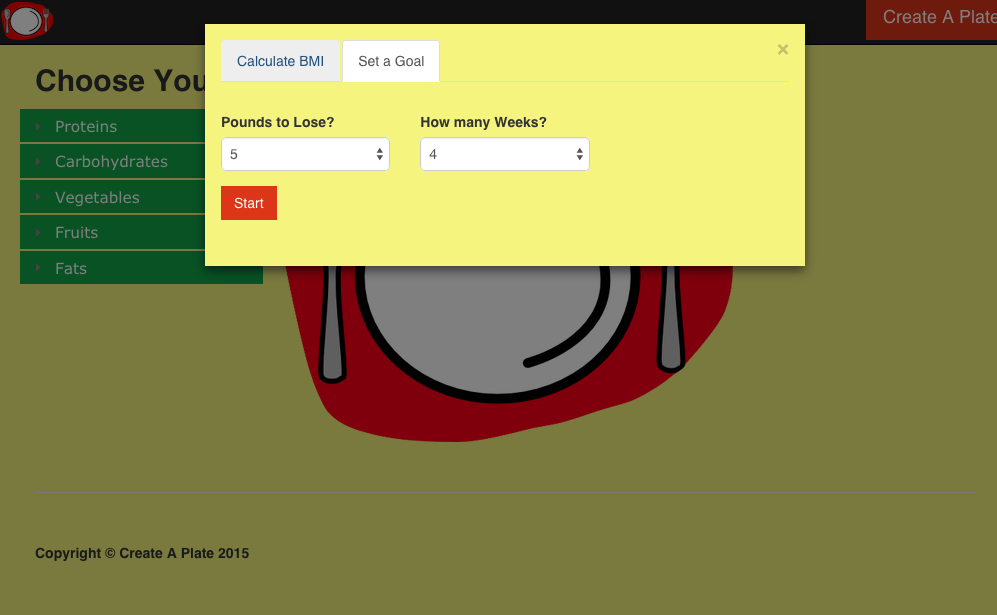 Create A Plate
×
Calculate BMI
Set a Goal
Choose You
Proteins
Carbohydrates
Vegetables
Fruits
Fats
Pounds to Lose?
How many Weeks?
5
4
Start
Copyright © Create A Plate 2015